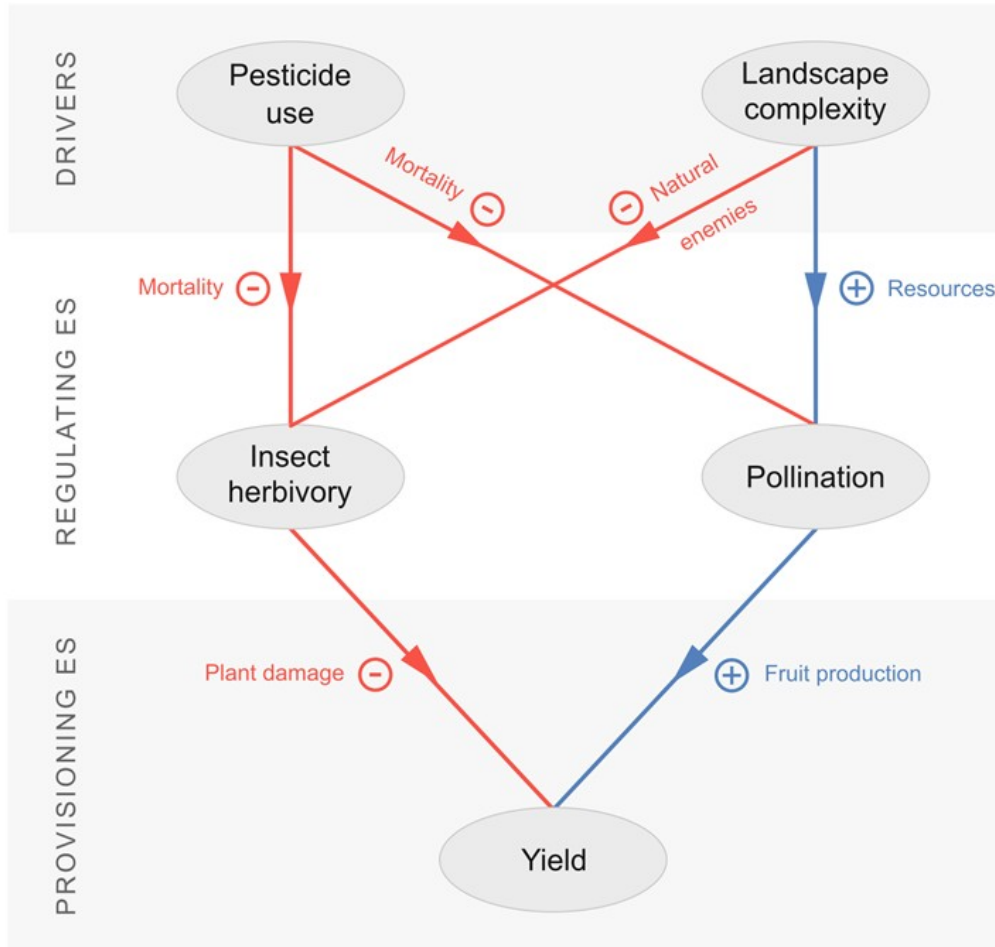 DRIVERS
Pesticide
use
Landscape
complexity
Mortality
-
- Natural
enemies
REGULATING ES
Mortality -
+ Resources
Insect
herbivory
Pollination
PROVISIONING ES
Plant damage -
+ Fruit production
Yield